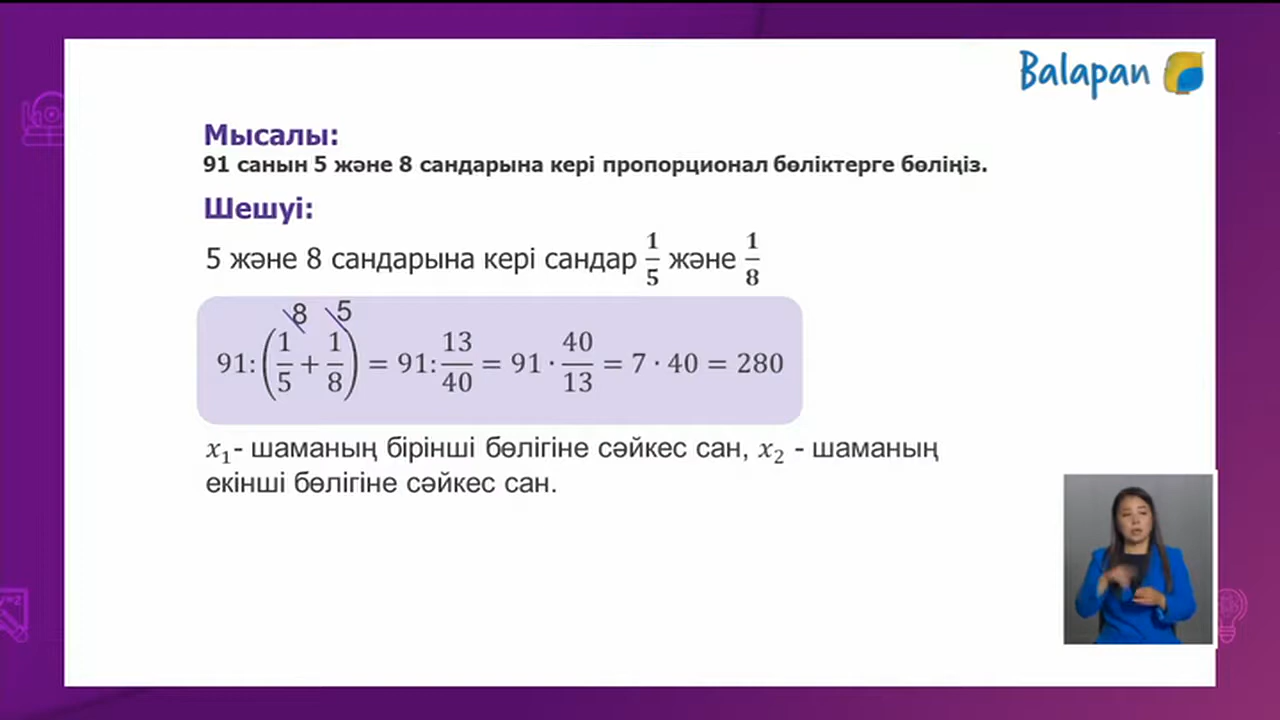 Balapan
Мысалы:
91 санын 5 және 8 сандарына кері пропорционал бөліктерге бөліңіз.
Шешуі:
5 және 8 сандарына кері сандар 1/5 және 1/8
8 5
91:(1/5 + 1/8) = 91:13/40 = 91 · 40/13 = 7 · 40 = 280
x₁- шаманың бірінші бөлігіне сәйкес сан, x₂ - шаманың
екінші бөлігіне сәйкес сан.